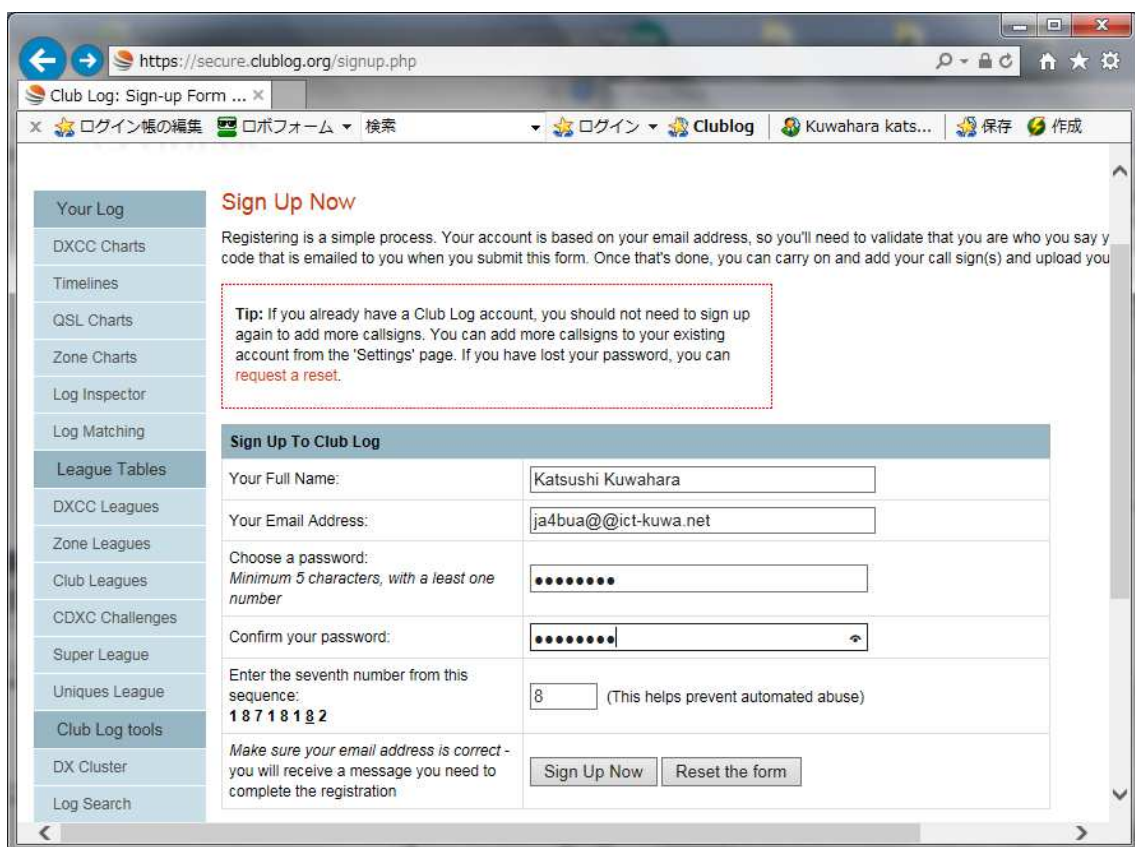 https://secure.clublog.org/signup.php
Club Log: Sign-up Form ... ×
x ログイン帳の編集 ロボフォーム 検索 ログイン Clublog Kuwahara kats... 保存 作成
Your Log
DXCC Charts
Timelines
QSL Charts
Zone Charts
Log Inspector
Log Matching
League Tables
DXCC Leagues
Zone Leagues
Club Leagues
CDXC Challenges
Super League
Uniques League
Club Log tools
DX Cluster
Log Search
Sign Up Now
Registering is a simple process. Your account is based on your email address, so you'll need to validate that you are who you say y
code that is emailed to you when you submit this form. Once that's done, you can carry on and add your call sign(s) and upload you
Tip: If you already have a Club Log account, you should not need to sign up
again to add more callsigns. You can add more callsigns to your existing
account from the 'Settings' page. If you have lost your password, you can
request a reset.
Sign Up To Club Log
Your Full Name: Katsushi Kuwahara
Your Email Address: ja4bua@@ict-kuwa.net
Choose a password:
Minimum 5 characters, with a least one
number
●●●●●●●●
Confirm your password: ●●●●●●●●
Enter the seventh number from this
sequence:
1 8 7 1 8 1 8 2
8 (This helps prevent automated abuse)
Make sure your email address is correct -
you will receive a message you need to
complete the registration
Sign Up Now Reset the form